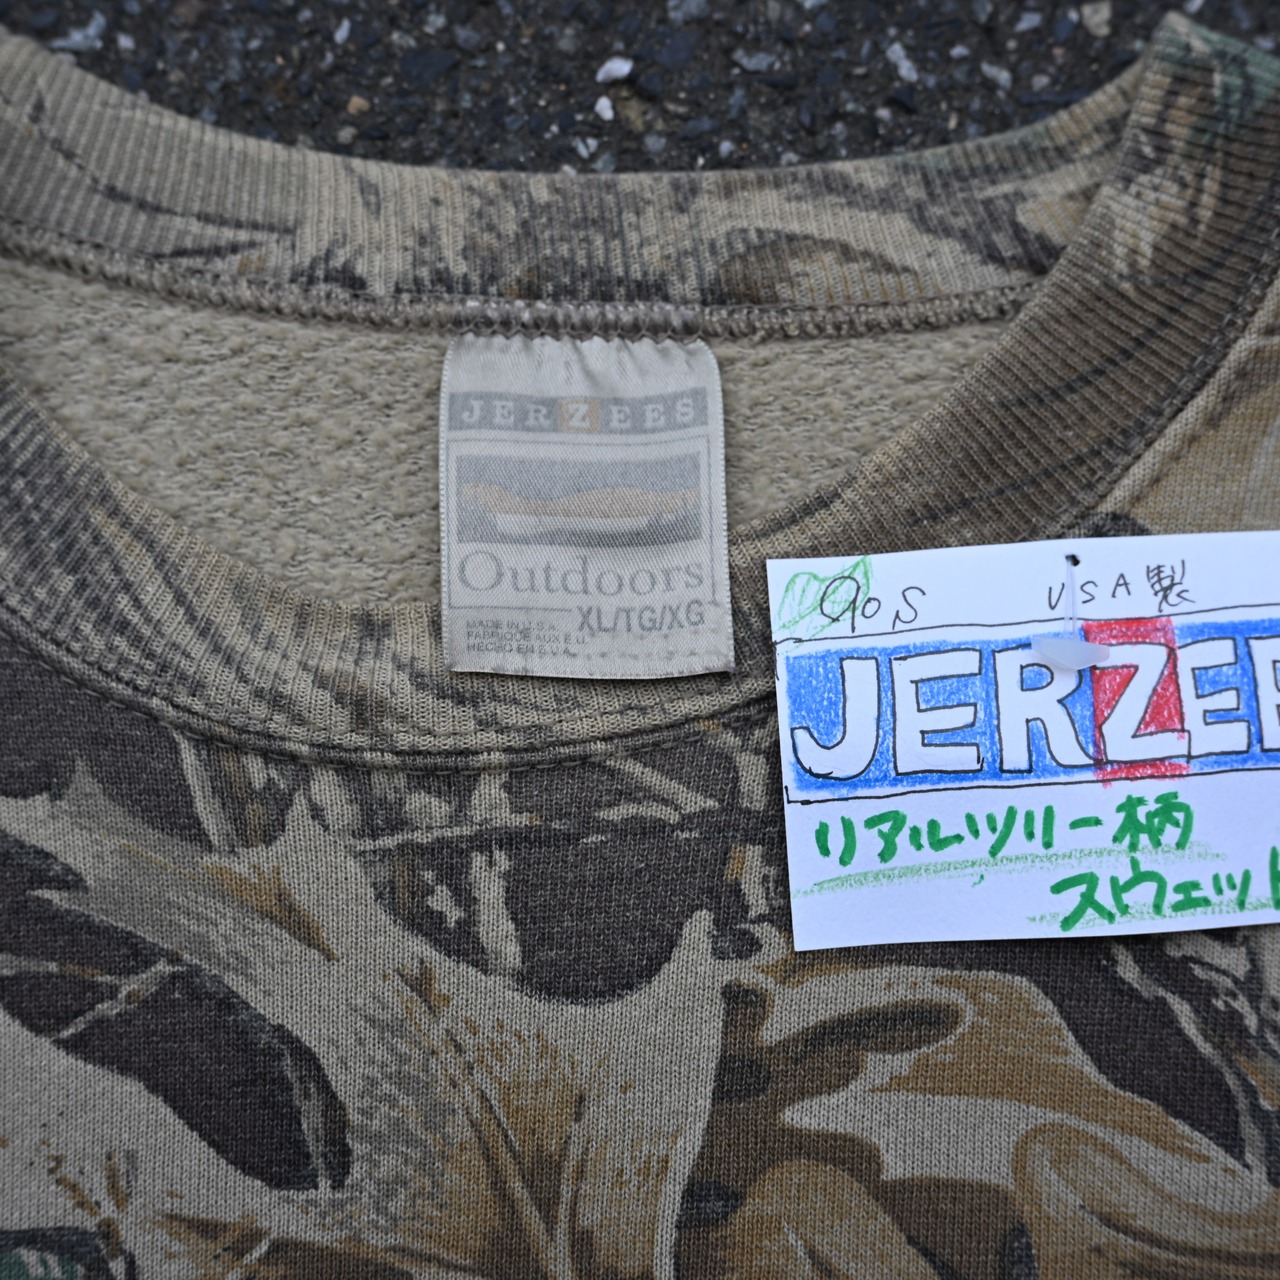 JERZEES
Outdoors
XL/TG/XG
MADE IN U.S.A.
FABRIQUE AUX E.U.
HECHO EN E.U.A.
90s USA製
JERZEE
リアルツリー柄
スウェット